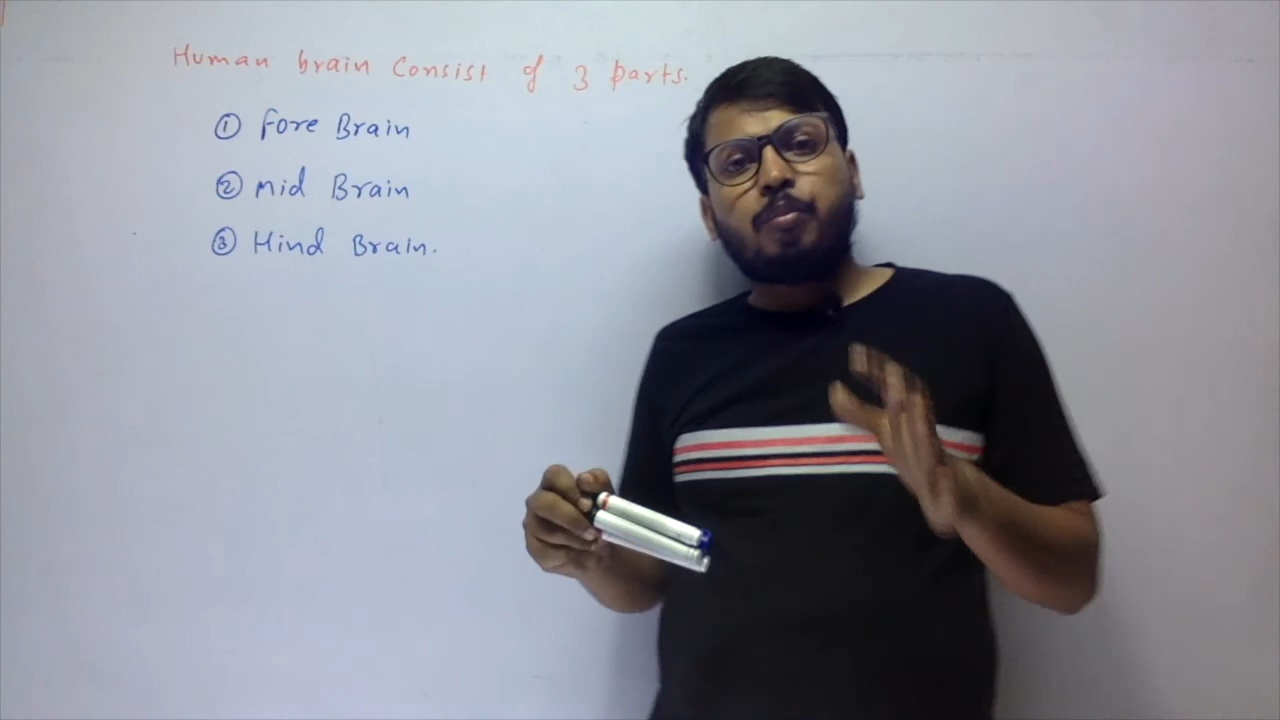 Human brain Consist of 3 parts.
① Fore Brain
② Mid Brain
③ Hind Brain.